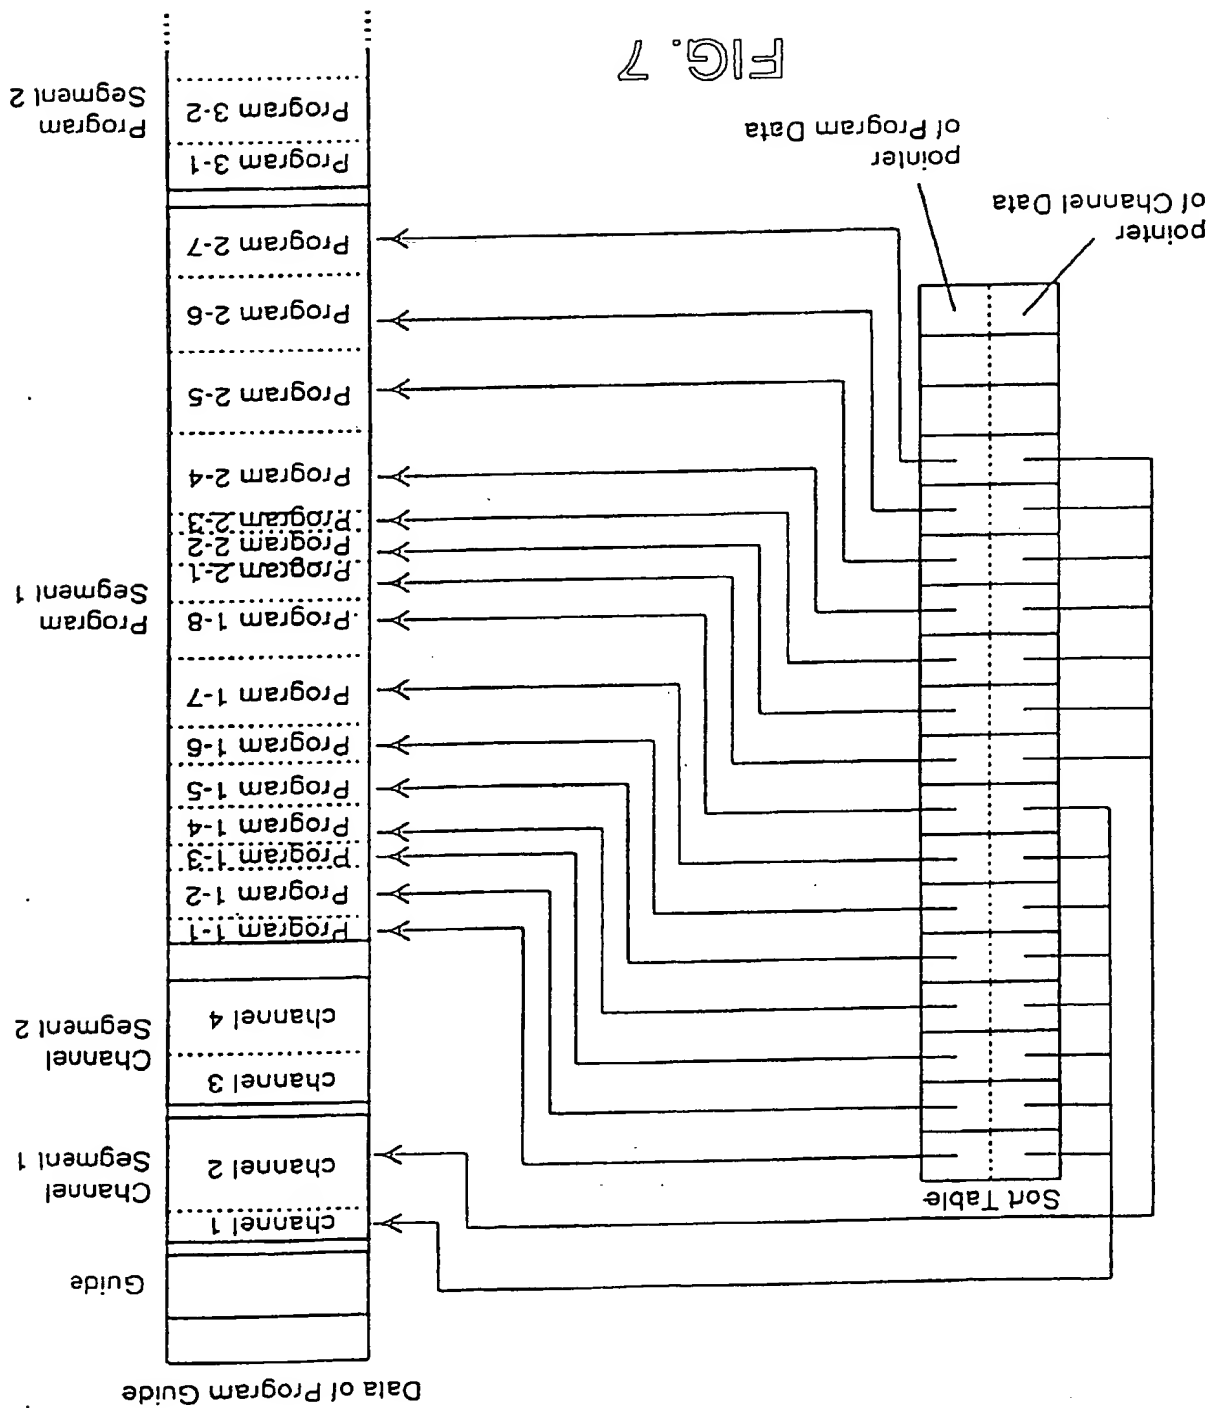 Data of Program Guide
Guide
Channel
Segment 1
channel 1
channel 2
Channel
Segment 2
channel 3
channel 4
Program
Segment 1
Program 1-1
Program 1-2
Program 1-3
Program 1-4
Program 1-5
Program 1-6
Program 1-7
Program 1-8
Program 2-1
Program 2-2
Program 2-3
Program 2-4
Program 2-5
Program 2-6
Program 2-7
Program
Segment 2
Program 3-1
Program 3-2
Sort Table
pointer
of Channel Data
pointer
of Program Data
FIG. 7